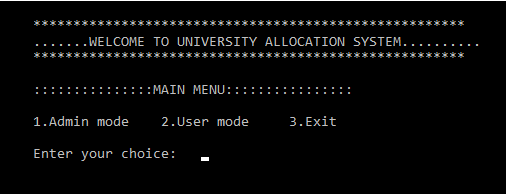 ******************************************************
.......WELCOME TO UNIVERSITY ALLOCATION SYSTEM..........
******************************************************
:::::::::::::::MAIN MENU::::::::::::::::
1.Admin mode    2.User mode     3.Exit
Enter your choice: